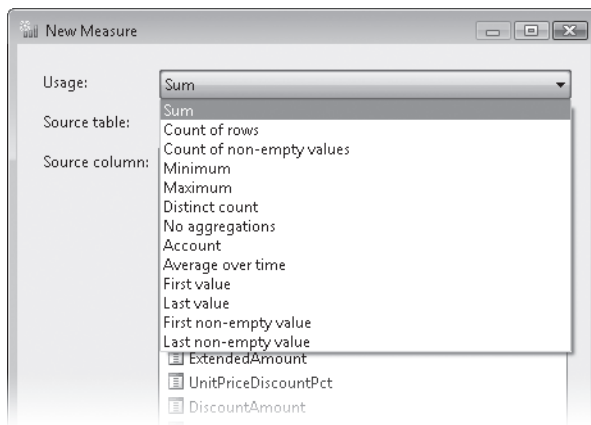 New Measure
Usage:
Sum
Source table:
Source column:
Sum
Count of rows
Count of non-empty values
Minimum
Maximum
Distinct count
No aggregations
Account
Average over time
First value
Last value
First non-empty value
Last non-empty value
ExtendedAmount
UnitPriceDiscountPct
DiscountAmount